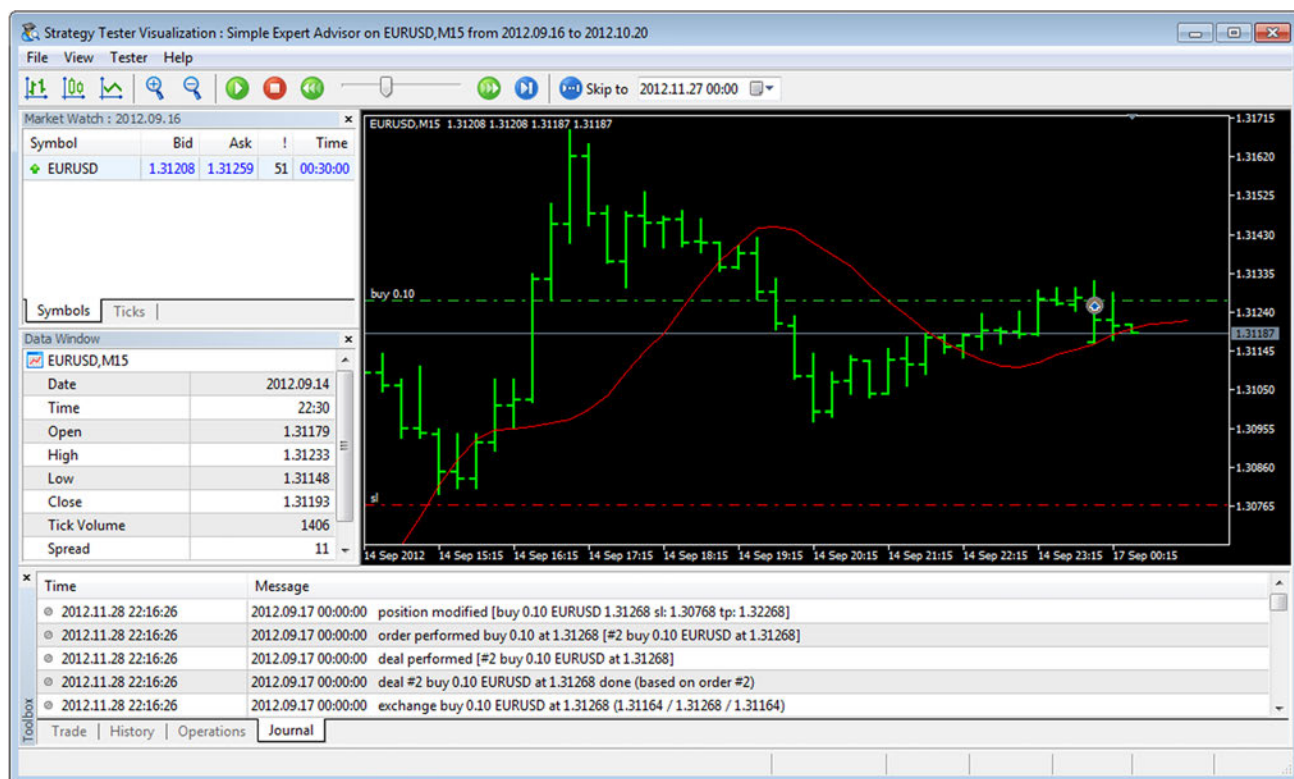 Strategy Tester Visualization : Simple Expert Advisor on EURUSD,M15 from 2012.09.16 to 2012.10.20
File View Tester Help
Skip to 2012.11.27 00:00
Market Watch : 2012.09.16
Symbol Bid Ask ! Time
EURUSD 1.31208 1.31259 51 00:30:00
Symbols Ticks
Data Window
EURUSD,M15
Date 2012.09.14
Time 22:30
Open 1.31179
High 1.31233
Low 1.31148
Close 1.31193
Tick Volume 1406
Spread 11
EURUSD,M15 1.31208 1.31208 1.31187 1.31187
buy 0.10
sl
1.31715
1.31620
1.31525
1.31430
1.31335
1.31240
1.31187
1.31145
1.31050
1.30955
1.30860
1.30765
14 Sep 2012 14 Sep 15:15 14 Sep 16:15 14 Sep 17:15 14 Sep 18:15 14 Sep 19:15 14 Sep 20:15 14 Sep 21:15 14 Sep 22:15 14 Sep 23:15 17 Sep 00:15
Time Message
2012.11.28 22:16:26 2012.09.17 00:00:00 position modified [buy 0.10 EURUSD 1.31268 sl: 1.30768 tp: 1.32268]
2012.11.28 22:16:26 2012.09.17 00:00:00 order performed buy 0.10 at 1.31268 [#2 buy 0.10 EURUSD at 1.31268]
2012.11.28 22:16:26 2012.09.17 00:00:00 deal performed [#2 buy 0.10 EURUSD at 1.31268]
2012.11.28 22:16:26 2012.09.17 00:00:00 deal #2 buy 0.10 EURUSD at 1.31268 done (based on order #2)
2012.11.28 22:16:26 2012.09.17 00:00:00 exchange buy 0.10 EURUSD at 1.31268 (1.31164 / 1.31268 / 1.31164)
Toolbox
Trade History Operations Journal